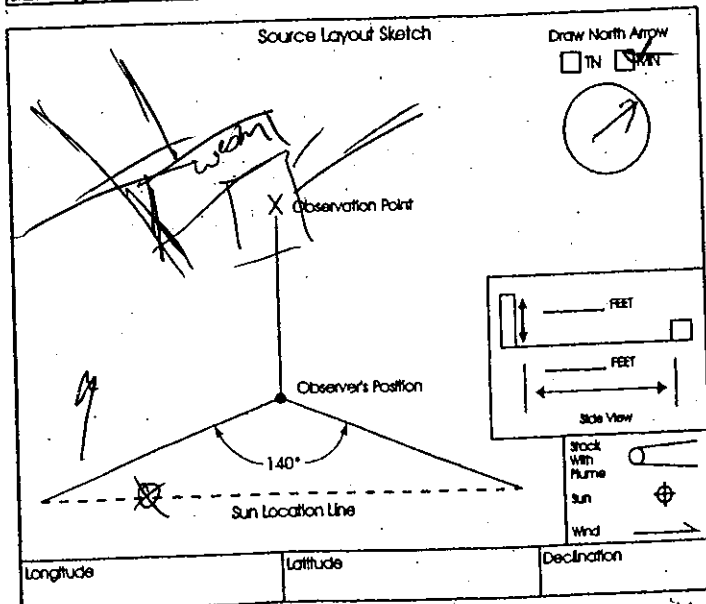 Source Layout Sketch
Draw North Arrow
TN MN
X Observation Point
FEET
FEET
Side View
Observer's Position
140°
Sun Location Line
Stack
With
Plume
Sun
Wind
Longitude
Latitude
Declination